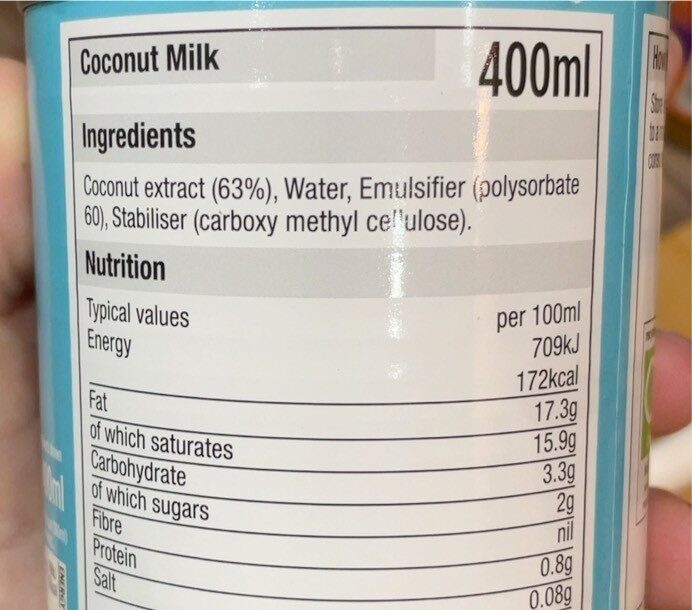 Coconut Milk 400ml
Ingredients
Coconut extract (63%), Water, Emulsifier (polysorbate
60), Stabiliser (carboxy methyl cellulose).
Nutrition
Typical values per 100ml
Energy 709kJ
172kcal
Fat 17.3g
of which saturates 15.9g
Carbohydrate 3.3g
of which sugars 2g
Fibre nil
Protein 0.8g
Salt 0.08g